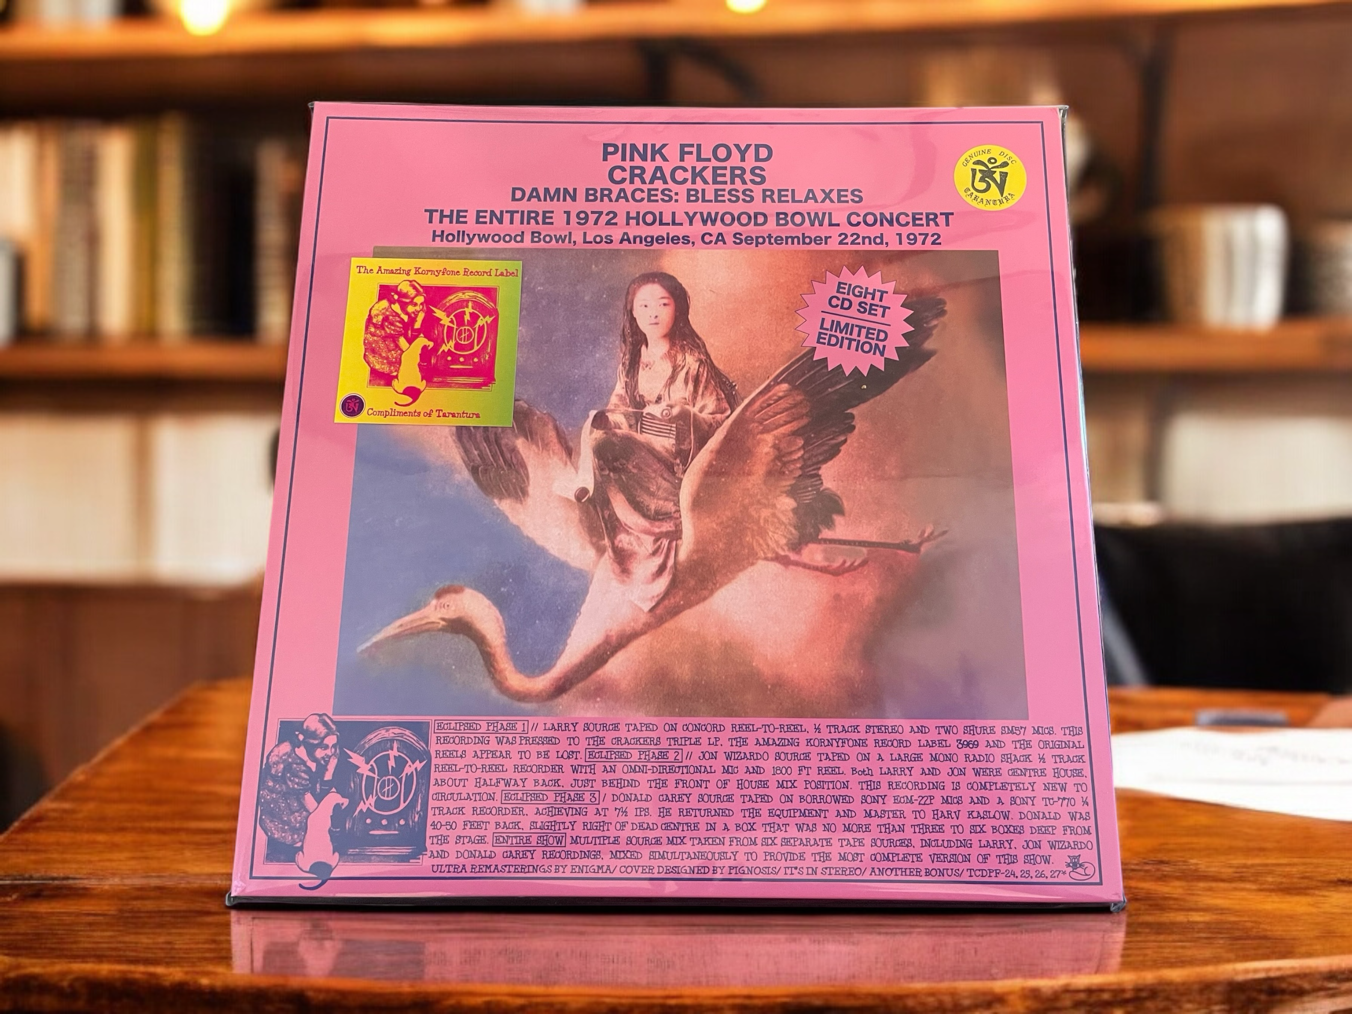 PINK FLOYD
CRACKERS
DAMN BRACES: BLESS RELAXES
THE ENTIRE 1972 HOLLYWOOD BOWL CONCERT
Hollywood Bowl, Los Angeles, CA September 22nd, 1972
GENUINE DISC
TARANTURA
The Amazing Kornyfone Record Label
Compliments of Tarantura
EIGHT
CD SET
LIMITED
EDITION
ECLIPSED PHASE 1 // LARRY SOURCE TAPED ON CONCORD REEL-TO-REEL, ½ TRACK STEREO AND TWO SHURE SM57 MICS. THIS
RECORDING WAS PRESSED TO THE CRACKERS TRIPLE LP, THE AMAZING KORNYFONE RECORD LABEL 3969 AND THE ORIGINAL
REELS APPEAR TO BE LOST. ECLIPSED PHASE 2 // JON WIZARDO SOURCE TAPED ON A LARGE MONO RADIO SHACK ½ TRACK
REEL-TO-REEL RECORDER WITH AN OMNI-DIRECTIONAL MIC AND 1800 FT REEL. Both LARRY AND JON WERE CENTRE HOUSE,
ABOUT HALFWAY BACK, JUST BEHIND THE FRONT OF HOUSE MIX POSITION. THIS RECORDING IS COMPLETELY NEW TO
CIRCULATION. ECLIPSED PHASE 3 / DONALD CAREY SOURCE TAPED ON BORROWED SONY ECM-22P MICS AND A SONY TC-770 ¼
TRACK RECORDER, ACHIEVING AT 7½ IPS. HE RETURNED THE EQUIPMENT AND MASTER TO HARV KASLOW. DONALD WAS
40-50 FEET BACK, SLIGHTLY RIGHT OF DEAD CENTRE IN A BOX THAT WAS NO MORE THAN THREE TO SIX BOXES DEEP FROM
THE STAGE. ENTIRE SHOW MULTIPLE SOURCE MIX TAKEN FROM SIX SEPARATE TAPE SOURCES, INCLUDING LARRY, JON WIZARDO
AND DONALD CAREY RECORDINGS, MIXED SIMULTANEOUSLY TO PROVIDE THE MOST COMPLETE VERSION OF THIS SHOW.
ULTRA REMASTERINGS BY ENIGMA/ COVER DESIGNED BY PIGNOSIS/ IT'S IN STEREO/ ANOTHER BONUS/ TCDPF-24, 25, 26, 27